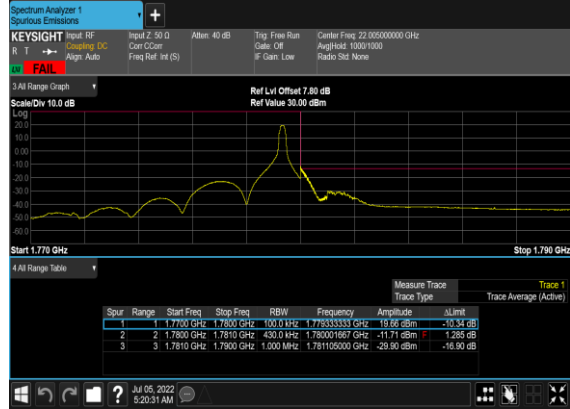 Spectrum Analyzer 1
Spurious Emissions
KEYSIGHT Input: RF Input Z: 50 Ω Atten: 40 dB Trig: Free Run Center Freq: 22.005000000 GHz
R T Coupling: DC Corr CCorr Gate: Off Avg|Hold: 1000/1000
Align: Auto Freq Ref: Int (S) IF Gain: Low Radio Std: None
FAIL
3 All Range Graph Ref Lvl Offset 7.80 dB
Scale/Div 10.0 dB Ref Value 30.00 dBm
Log
20.0
10.0
0.00
-10.0
-20.0
-30.0
-40.0
-50.0
-60.0
Start 1.770 GHz Stop 1.790 GHz
4 All Range Table
Measure Trace Trace 1
Trace Type Trace Average (Active)
Spur Range Start Freq Stop Freq RBW Frequency Amplitude ΔLimit
1 1 1.7700 GHz 1.7800 GHz 100.0 kHz 1.779333333 GHz 19.66 dBm -10.34 dB
2 2 1.7800 GHz 1.7810 GHz 430.0 kHz 1.780001667 GHz -11.71 dBm F 1.285 dB
3 3 1.7810 GHz 1.7900 GHz 1.000 MHz 1.781105000 GHz -29.90 dBm -16.90 dB
Jul 05, 2022
5:20:31 AM